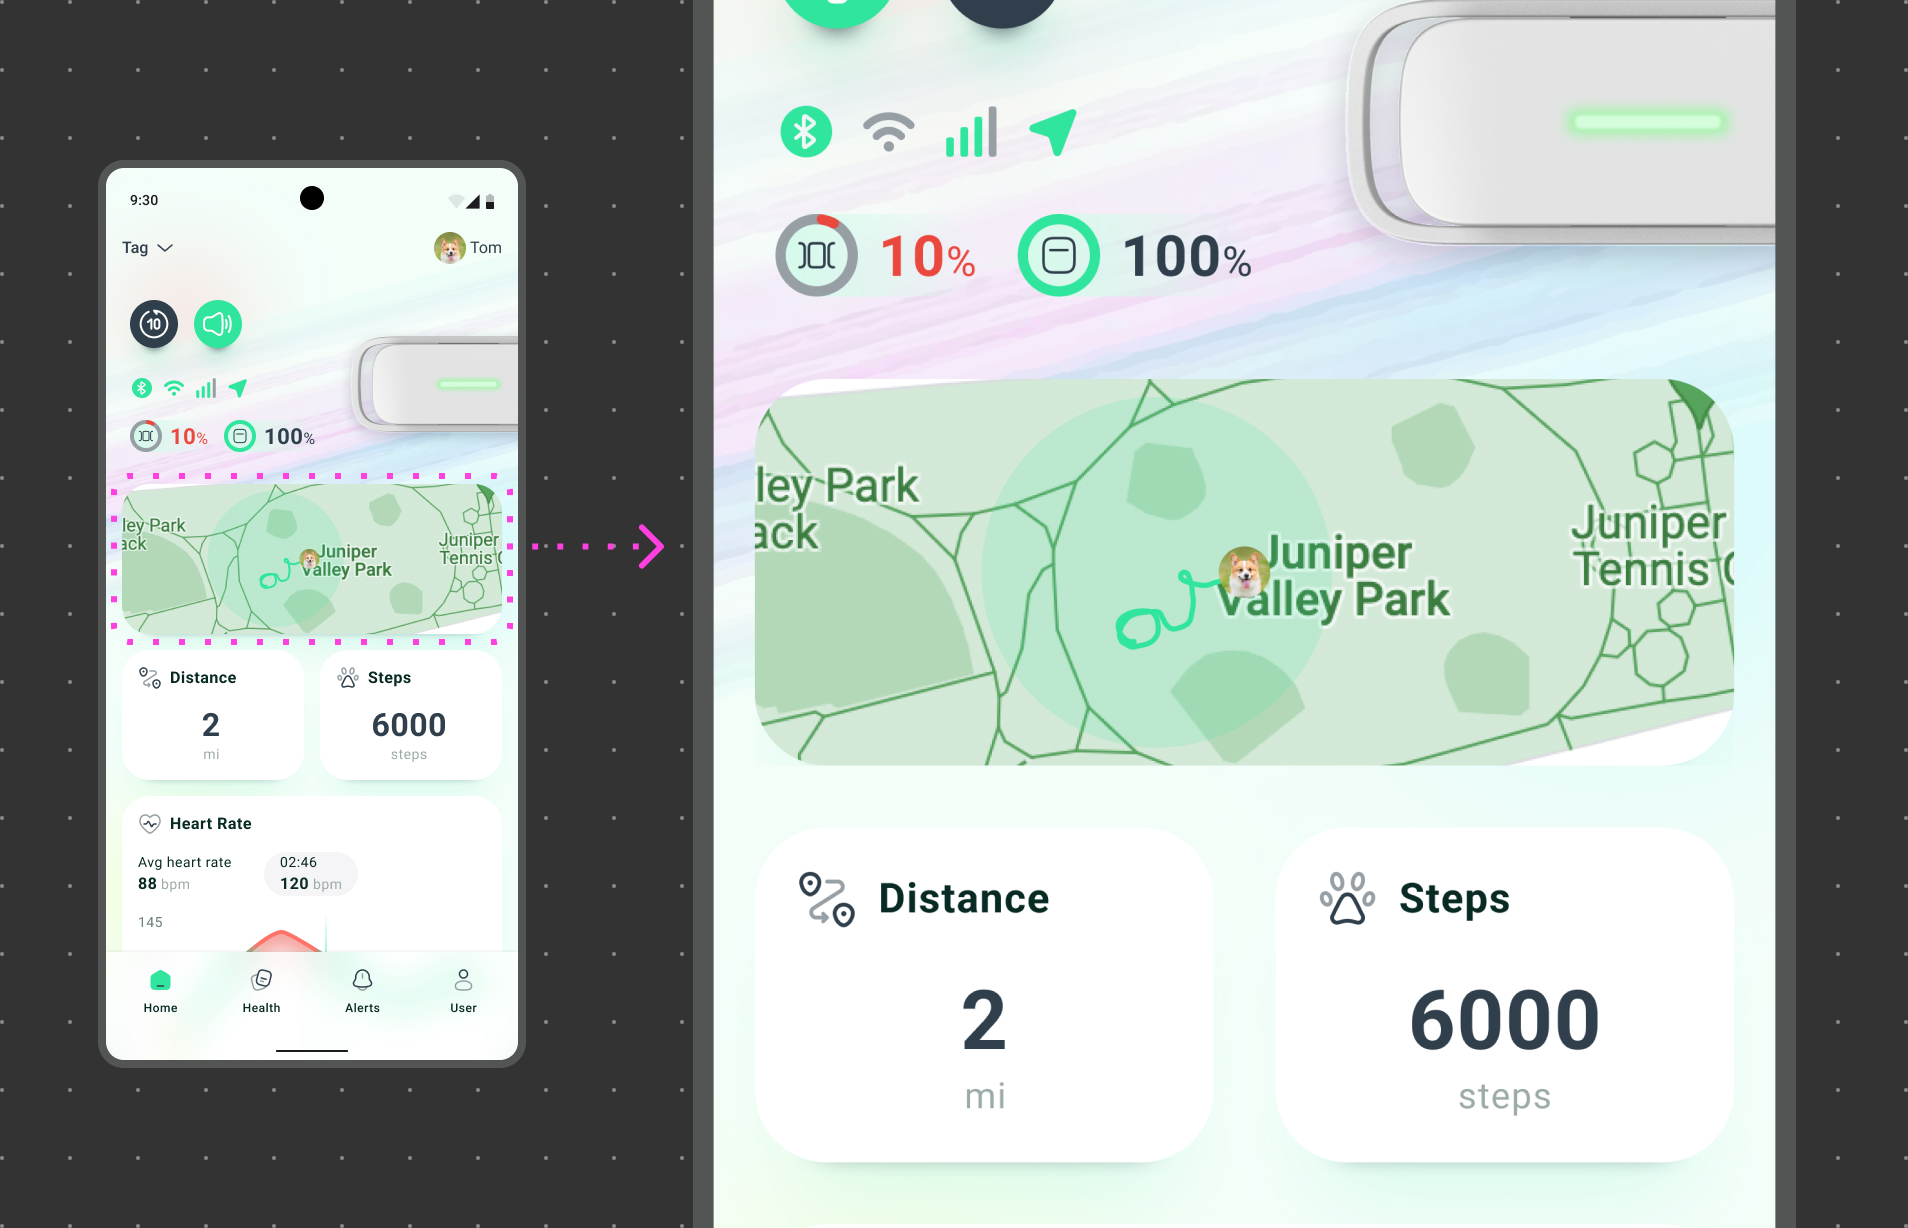 9:30
Tag
Tom
10
10%
100%
ley Park
ack
Juniper
Valley Park
Juniper
Tennis C
Distance
2
mi
Steps
6000
steps
Heart Rate
Avg heart rate
88 bpm
02:46
120 bpm
145
Home
Health
Alerts
User
10%
100%
ley Park
ack
Juniper
Valley Park
Juniper
Tennis C
Distance
2
mi
Steps
6000
steps